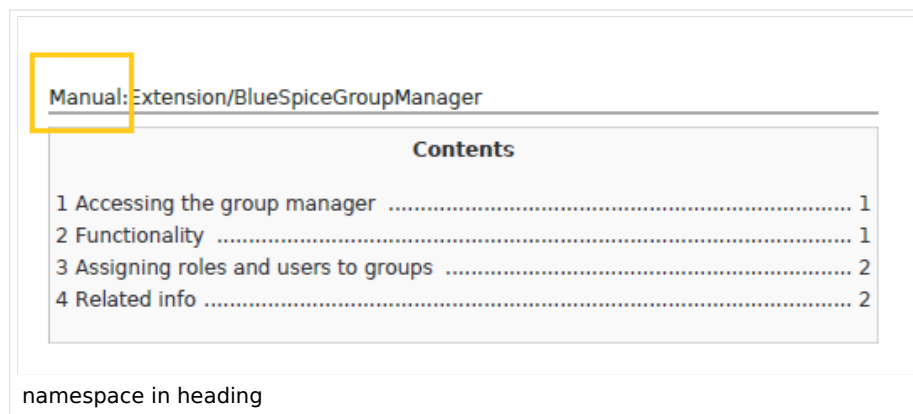 Manual:Extension/BlueSpiceGroupManager
Contents
1 Accessing the group manager ........................................................................................... 1
2 Functionality ............................................................................................................................ 1
3 Assigning roles and users to groups ................................................................................ 2
4 Related info ............................................................................................................................... 2
namespace in heading